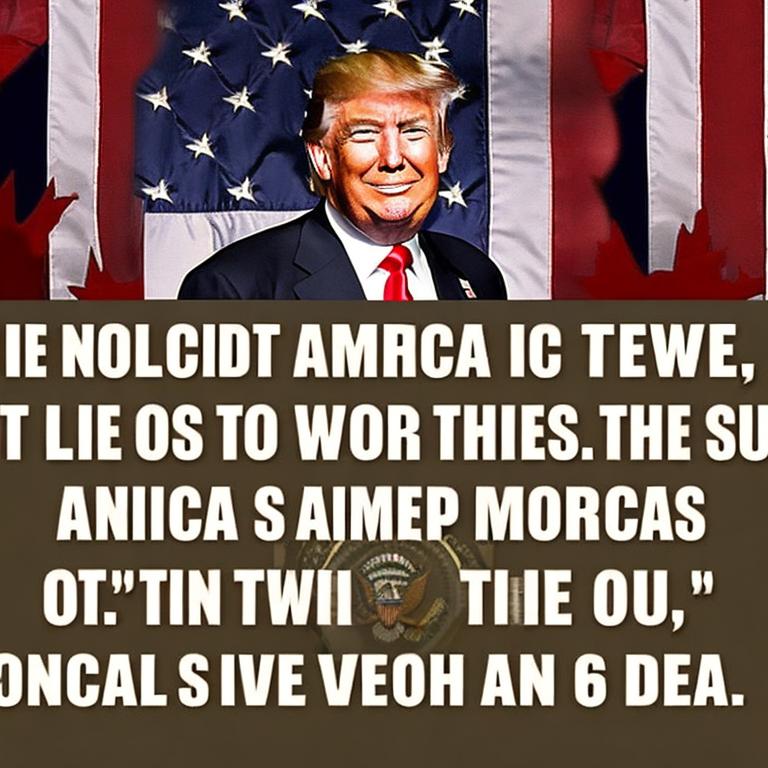 IE NOLCIDT AMRCA IC TEWE,
T LIE OS TO WOR THIES. THE SU
ANIICA S AIMEP MORCAS
OT.” TIN TWII TIIE OU,”
ONCAL S IVE VEOH AN 6 DEA.